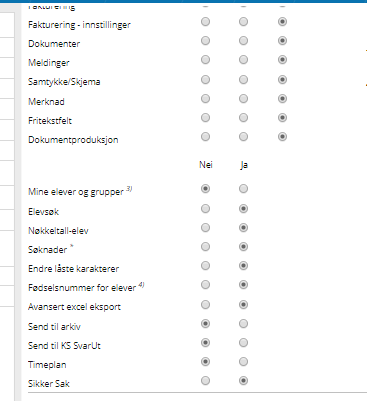 Fakturering
Fakturering - innstillinger
Dokumenter
Meldinger
Samtykke/Skjema
Merknad
Fritekstfelt
Dokumentproduksjon
Nei Ja
Mine elever og grupper 3)
Elevsøk
Nøkkeltall-elev
Søknader *
Endre låste karakterer
Fødselsnummer for elever 4)
Avansert excel eksport
Send til arkiv
Send til KS SvarUt
Timeplan
Sikker Sak